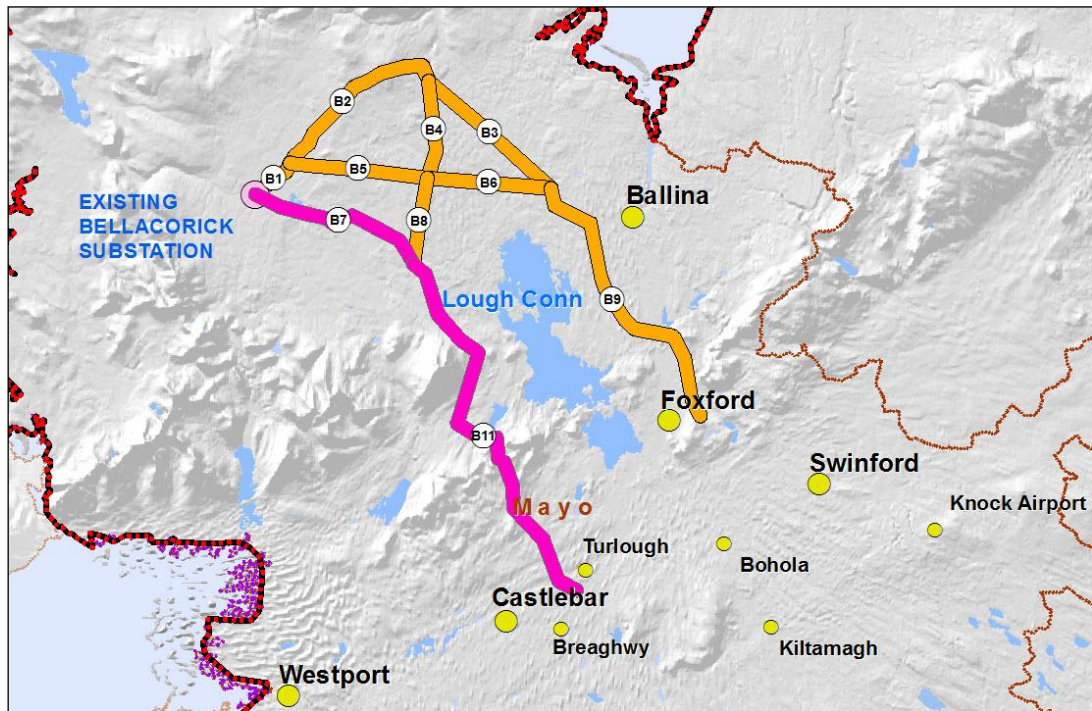 B2
B4
B3
B5
B1
B6
EXISTING
BELLACORICK
SUBSTATION
B7
B8
Ballina
Lough Conn
B9
Foxford
B11
Swinford
Mayo
Knock Airport
Turlough
Bohola
Castlebar
Breaghwy
Kiltamagh
Westport